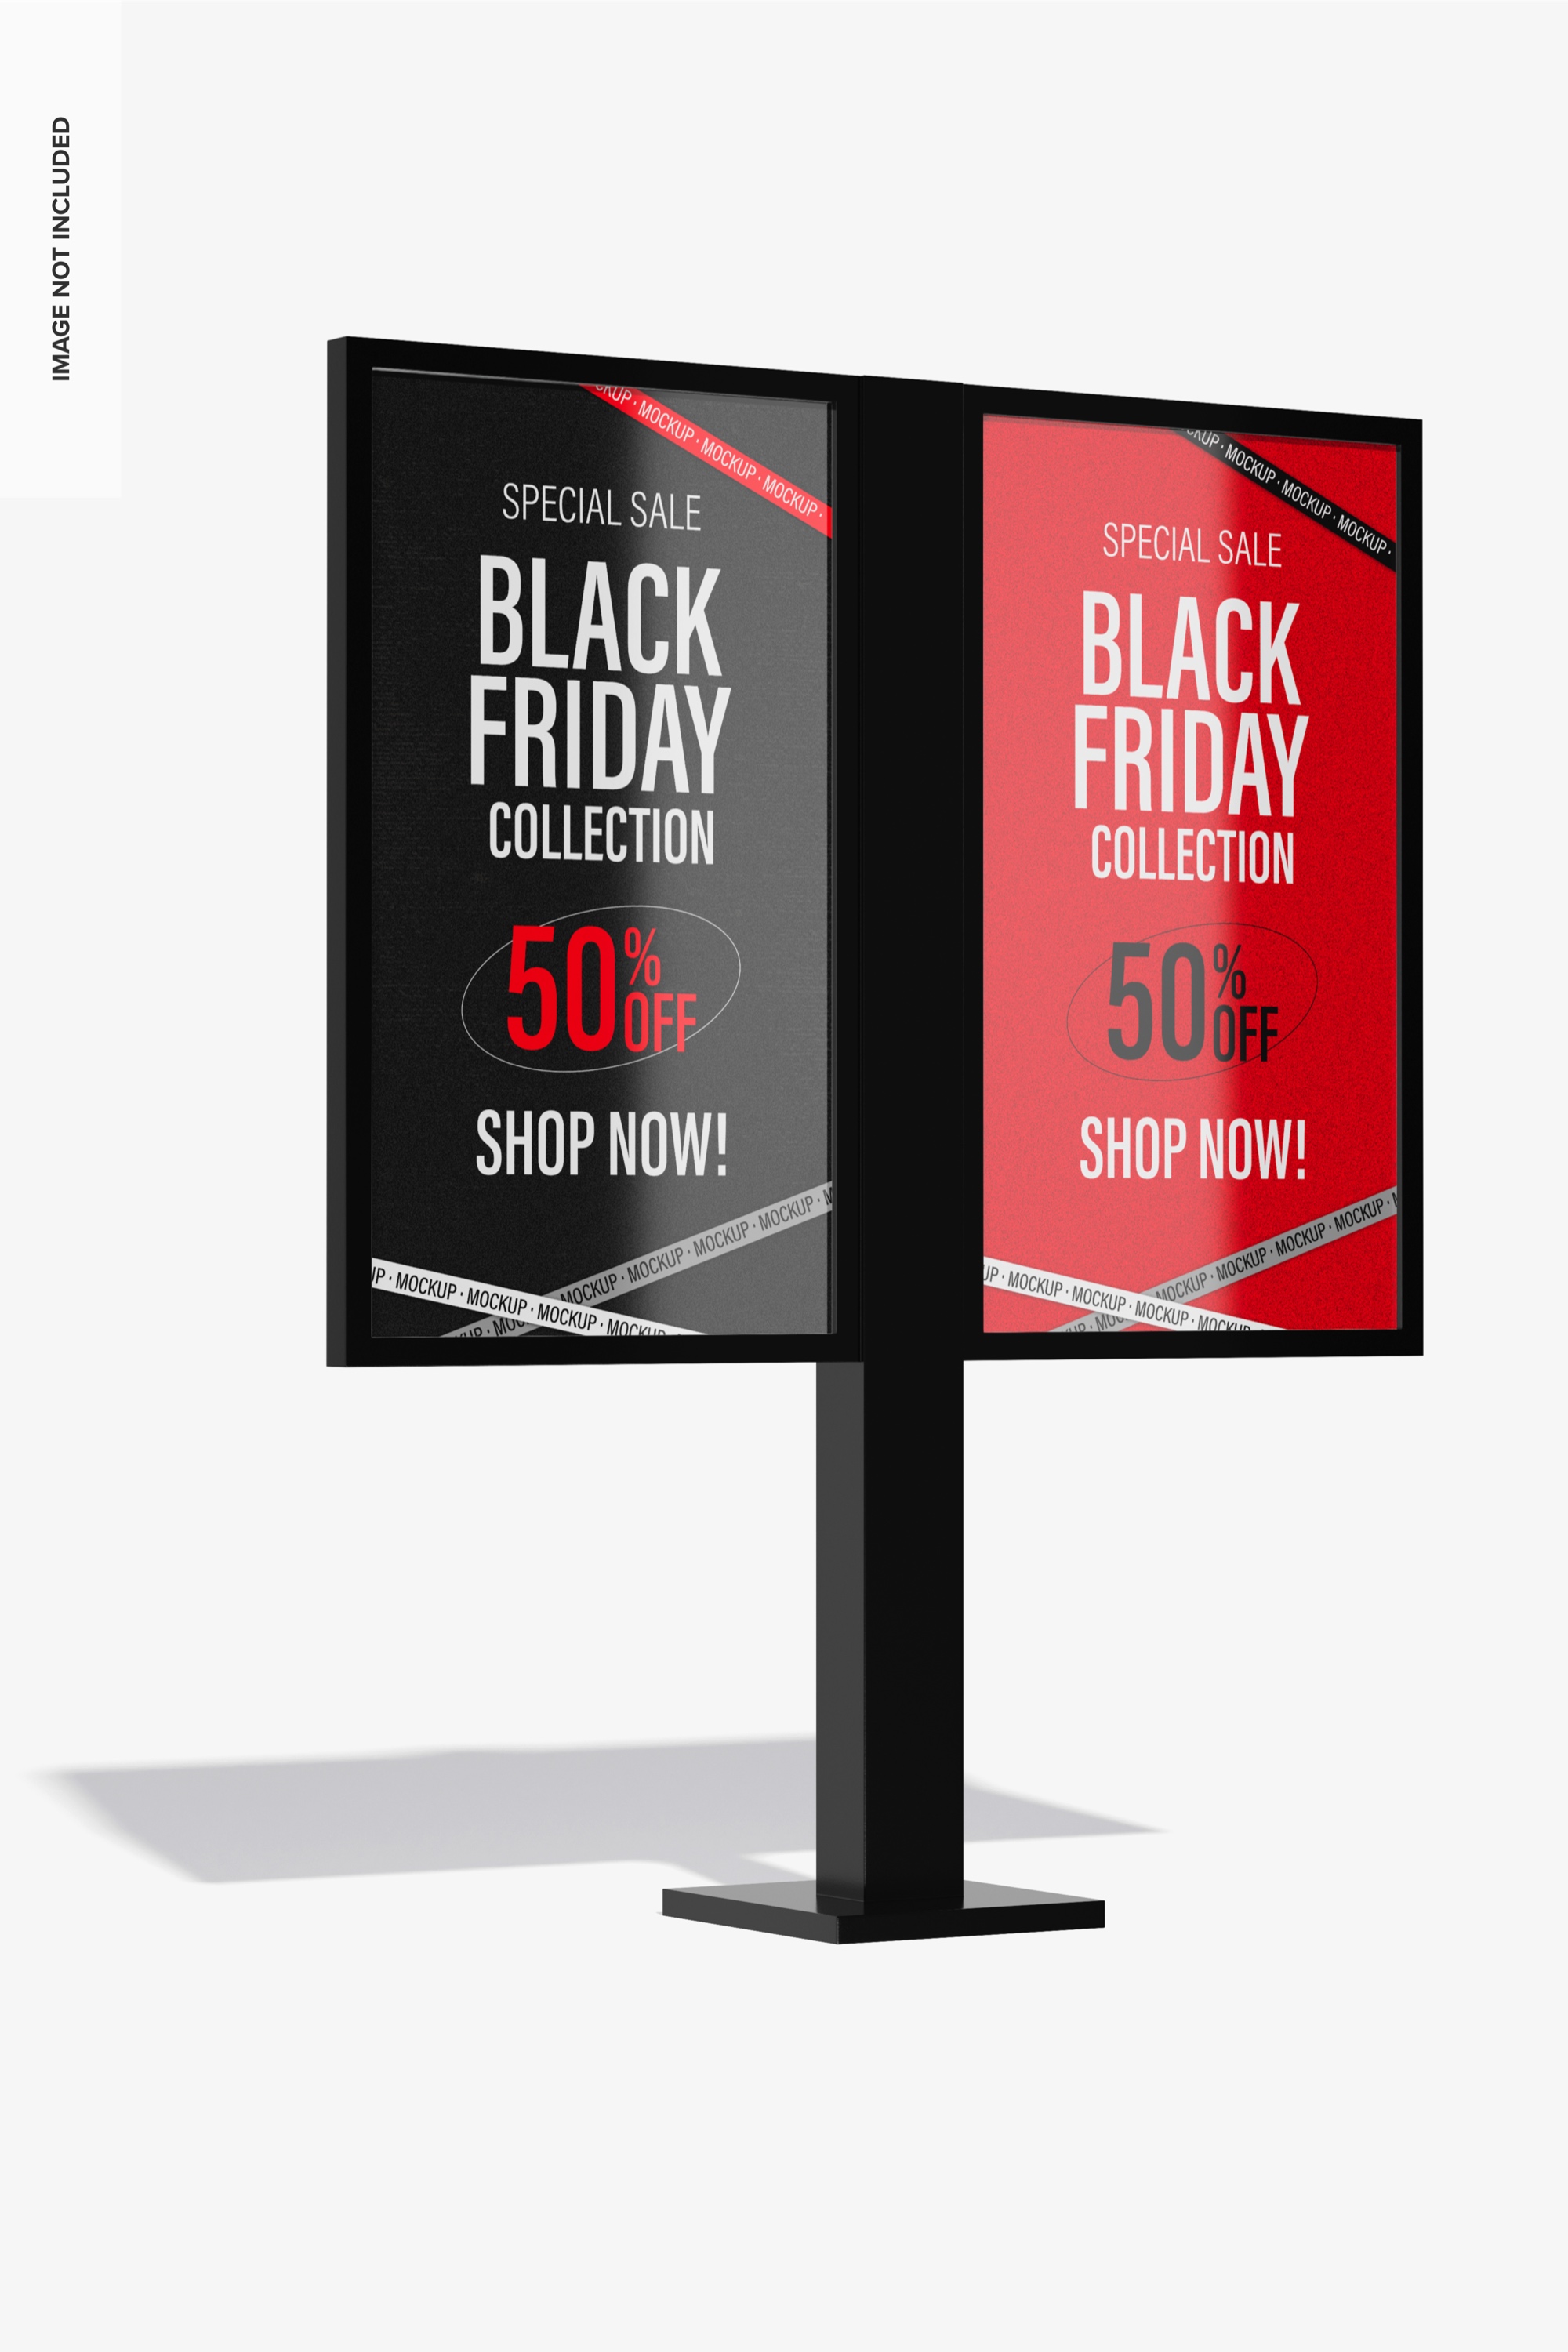 IMAGE NOT INCLUDED
MOCKUP · MOCKUP · MOCKUP ·
SPECIAL SALE
BLACK
FRIDAY
COLLECTION
50%
OFF
SHOP NOW!
MOCKUP · MOCKUP · MOCKUP ·
· MOCKUP · MOCKUP · MOCKUP · MOCKUP
MOCKUP · MOCKUP · MOCKUP ·
SPECIAL SALE
BLACK
FRIDAY
COLLECTION
50%
OFF
SHOP NOW!
MOCKUP · MOCKUP · MOCKUP ·
· MOCKUP · MOCKUP · MOCKUP